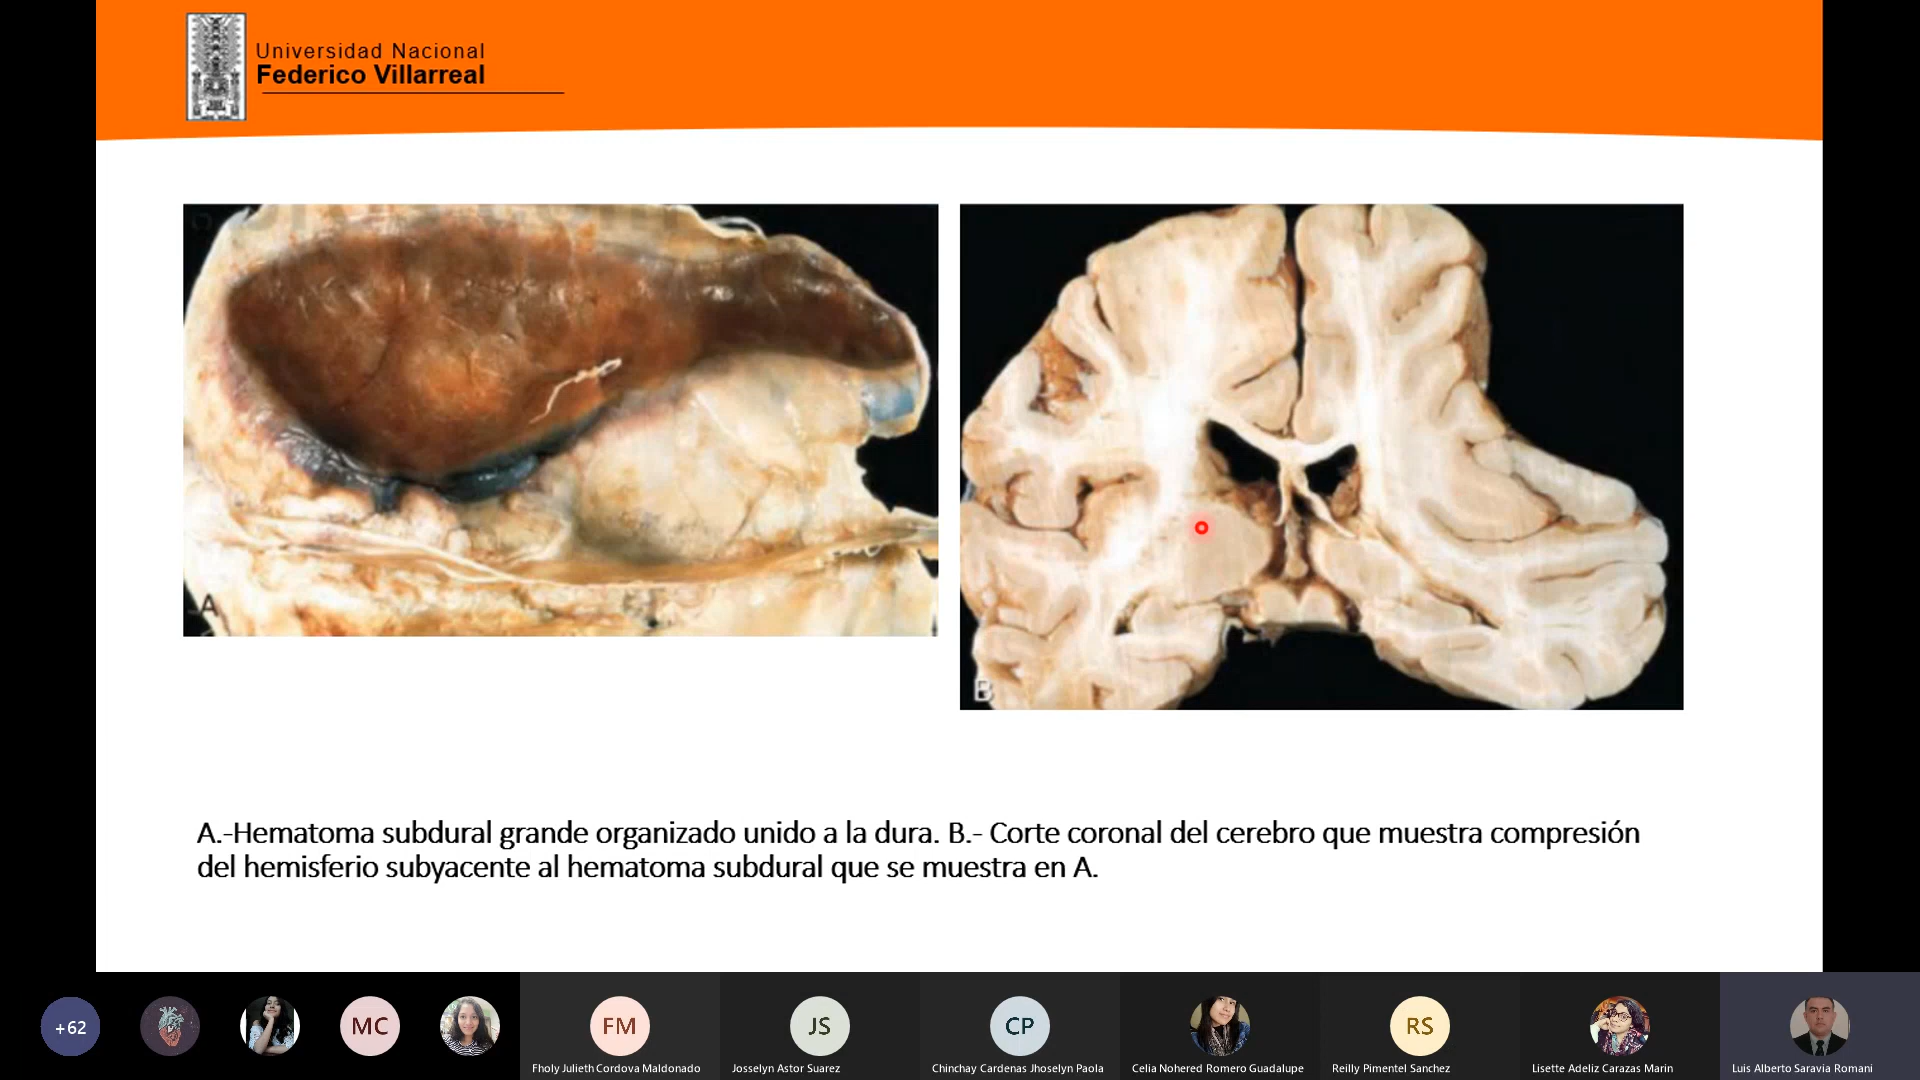 Universidad Nacional
Federico Villarreal
A
B
A.-Hematoma subdural grande organizado unido a la dura. B.- Corte coronal del cerebro que muestra compresión
del hemisferio subyacente al hematoma subdural que se muestra en A.
+62
MC
FM
JS
CP
RS
Fholy Julieth Cordova Maldonado
Josselyn Astor Suarez
Chinchay Cardenas Jhoselyn Paola
Celia Nohered Romero Guadalupe
Reilly Pimentel Sanchez
Lisette Adeliz Carazas Marin
Luis Alberto Saravia Romani